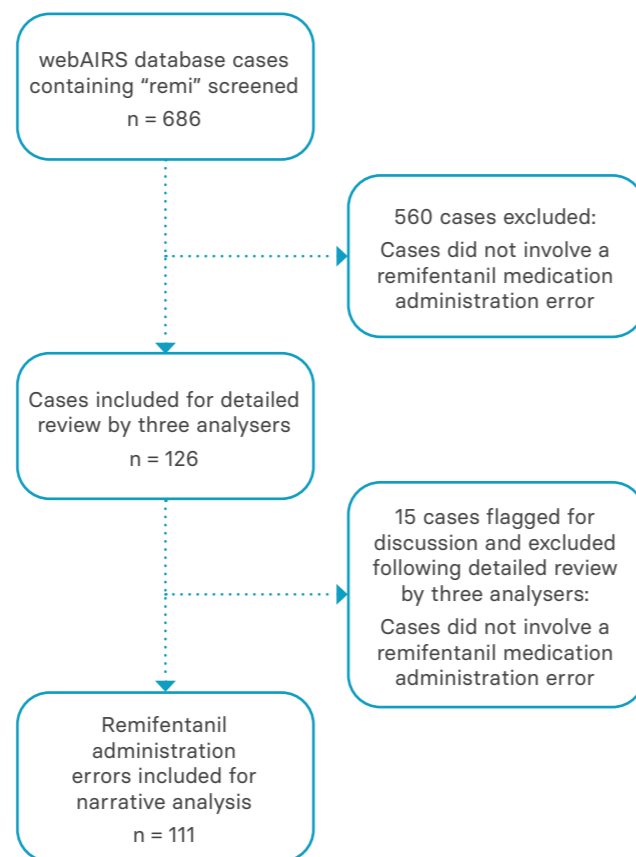 webAIRS database cases
containing “remi” screened
n = 686
560 cases excluded:
Cases did not involve a
remifentanil medication
administration error
Cases included for detailed
review by three analysers
n = 126
15 cases flagged for
discussion and excluded
following detailed review
by three analysers:
Cases did not involve a
remifentanil medication
administration error
Remifentanil
administration
errors included for
narrative analysis
n = 111